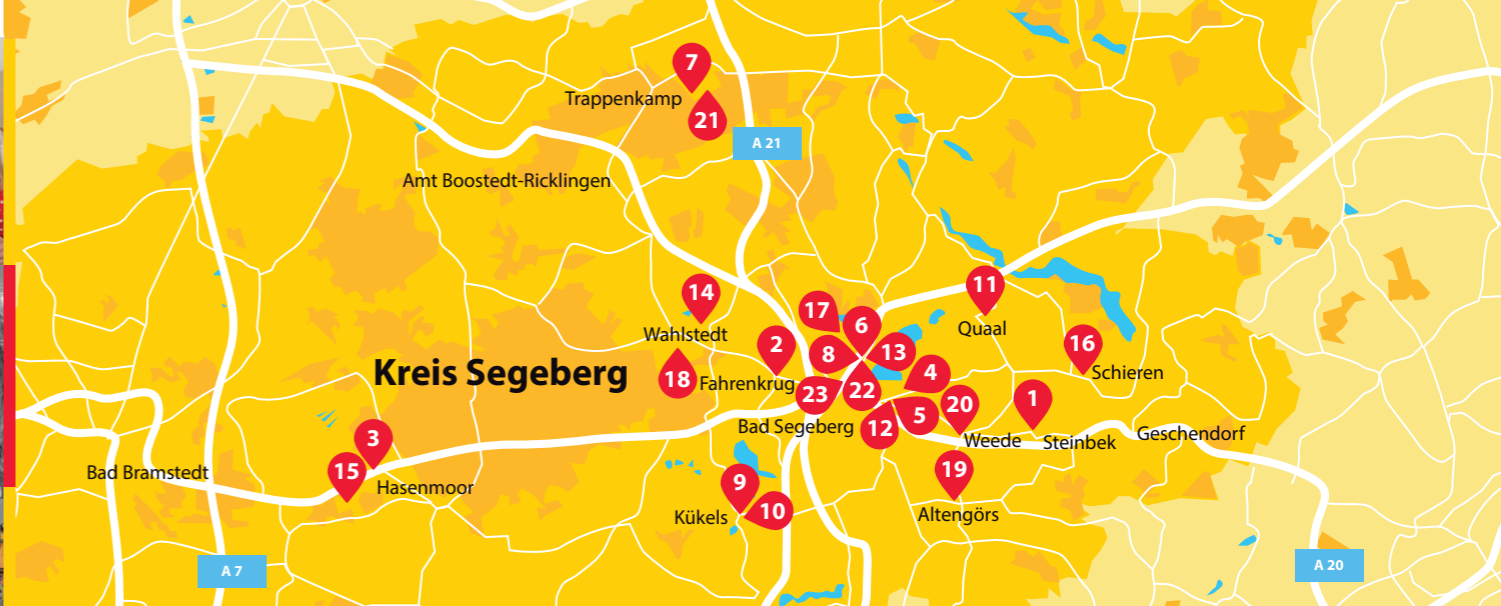 7
Trappenkamp
21
A 21
Amt Boostedt-Ricklingen
14
Wahlstedt
17
6
11
Quaal
2
8
13
16
Schieren
Kreis Segeberg
18
Fahrenkrug
4
23
22
20
1
Bad Segeberg
12
5
Weede
Steinbek
Geschendorf
3
15
Bad Bramstedt
Hasenmoor
9
10
Kükels
19
Altengörs
A 7
A 20